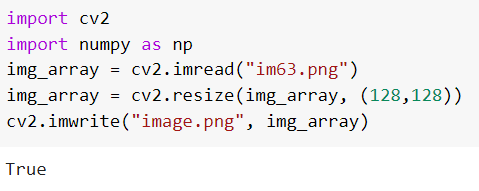 import cv2
import numpy as np
img_array = cv2.imread("im63.png")
img_array = cv2.resize(img_array, (128,128))
cv2.imwrite("image.png", img_array)
True